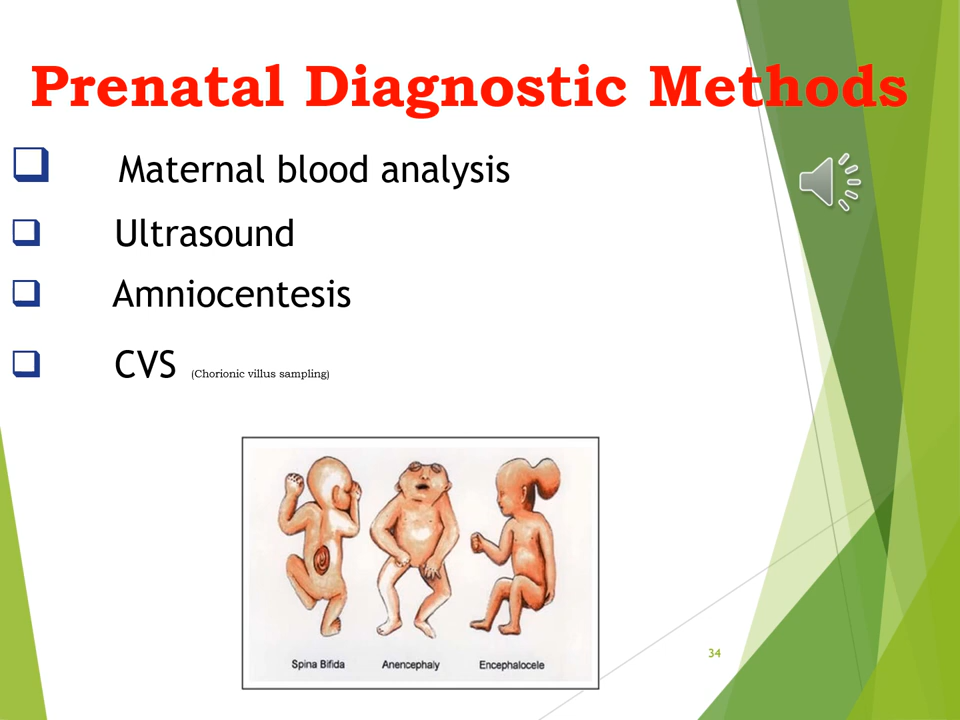 Prenatal Diagnostic Methods
Maternal blood analysis
Ultrasound
Amniocentesis
CVS (Chorionic villus sampling)
Spina Bifida Anencephaly Encephalocele
34